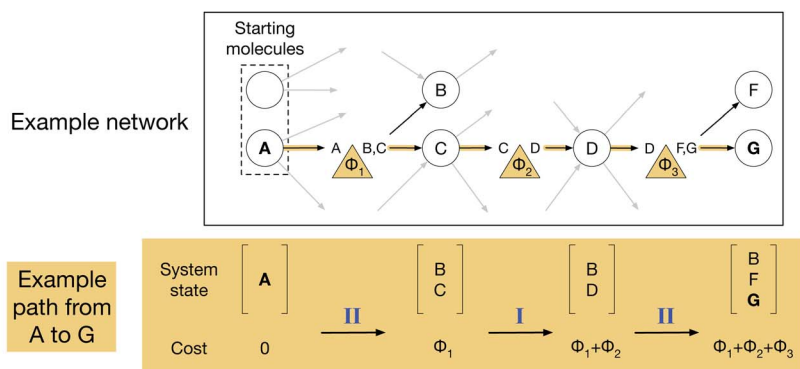 Starting
molecules
Example network
B
F
A
A
B,C
Φ1
C
C
D
Φ2
D
D
F,G
Φ3
G
Example
path from
A to G
System
state
A
B
C
B
D
B
F
G
II
I
II
Cost
0
Φ1
Φ1+Φ2
Φ1+Φ2+Φ3